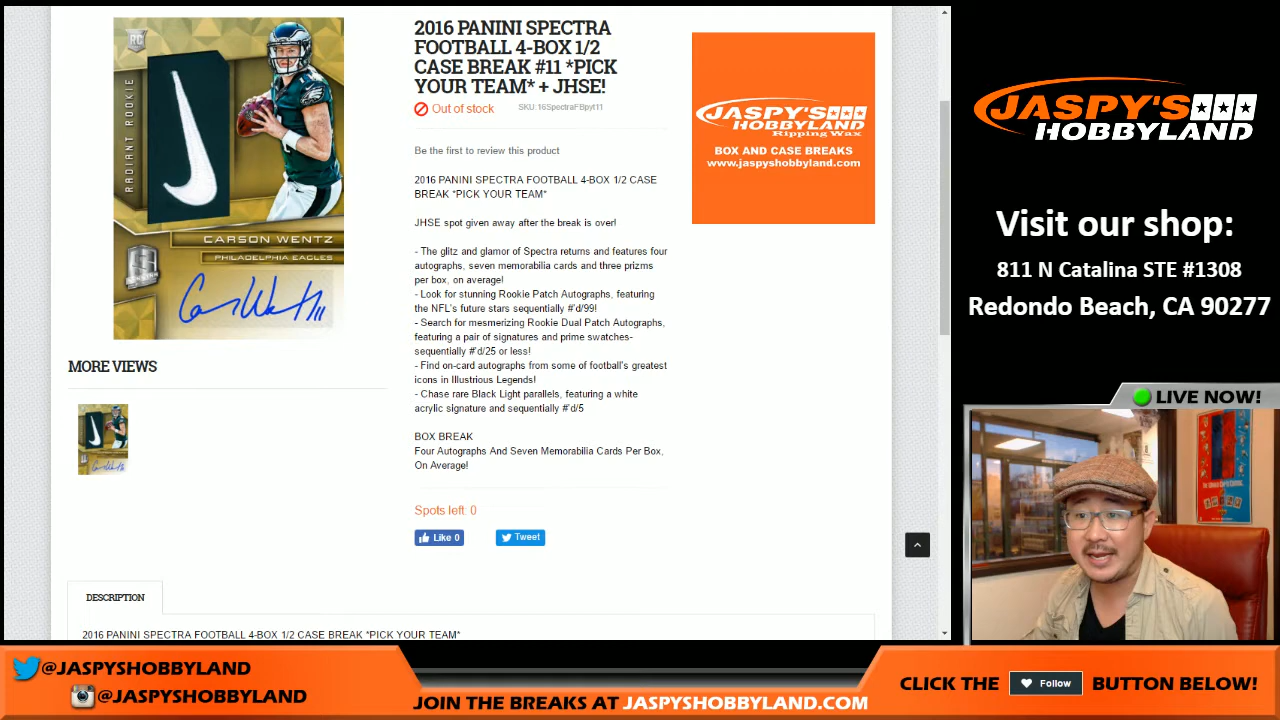 RC
RADIANT ROOKIE
CARSON WENTZ
PHILADELPHIA EAGLES
MORE VIEWS
2016 PANINI SPECTRA
FOOTBALL 4-BOX 1/2
CASE BREAK #11 *PICK
YOUR TEAM* + JHSE!
Out of stock
SKU:16SpectraFBpyt11
Be the first to review this product
2016 PANINI SPECTRA FOOTBALL 4-BOX 1/2 CASE
BREAK *PICK YOUR TEAM*
JHSE spot given away after the break is over!
- The glitz and glamor of Spectra returns and features four
autographs, seven memorabilia cards and three prizms
per box, on average!
- Look for stunning Rookie Patch Autographs, featuring
the NFL's future stars sequentially #'d/99!
- Search for mesmerizing Rookie Dual Patch Autographs,
featuring a pair of signatures and prime swatches-
sequentially #'d/25 or less!
- Find on-card autographs from some of football's greatest
icons in Illustrious Legends!
- Chase rare Black Light parallels, featuring a white
acrylic signature and sequentially #'d/5
BOX BREAK
Four Autographs And Seven Memorabilia Cards Per Box,
On Average!
Spots left: 0
Like 0
Tweet
DESCRIPTION
2016 PANINI SPECTRA FOOTBALL 4-BOX 1/2 CASE BREAK *PICK YOUR TEAM*
JASPY'S
HOBBYLAND
Ripping Wax
BOX AND CASE BREAKS
www.jaspyshobbyland.com
JASPY'S
HOBBYLAND
Visit our shop:
811 N Catalina STE #1308
Redondo Beach, CA 90277
LIVE NOW!
@JASPYSHOBBYLAND
@JASPYSHOBBYLAND
JOIN THE BREAKS AT JASPYSHOBBYLAND.COM
CLICK THE
Follow
BUTTON BELOW!